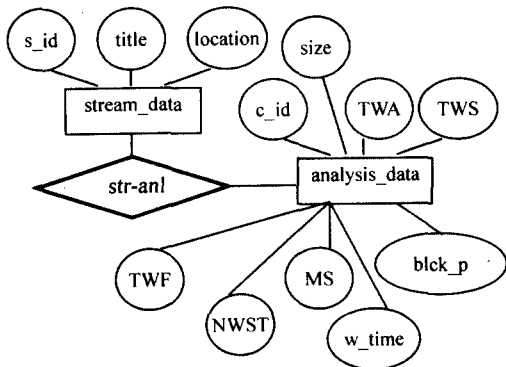 s_id
title
location
size
stream_data
c_id
TWA
TWS
str-anl
analysis_data
TWF
NWST
MS
w_time
blck_p